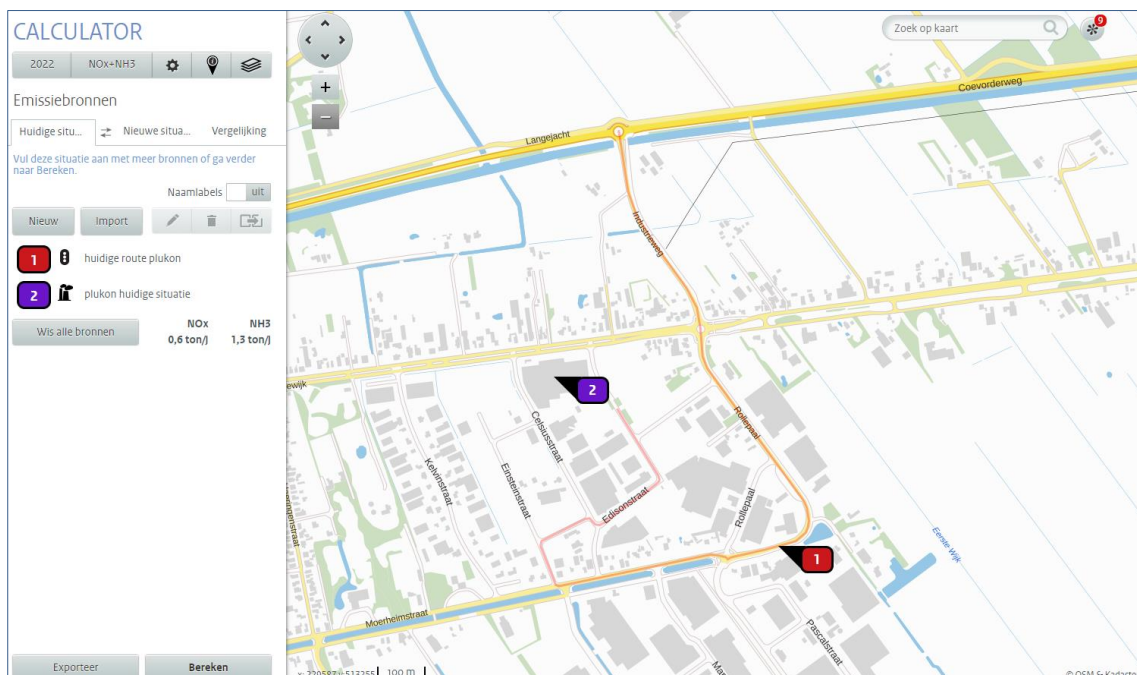 CALCULATOR
2022 NOx+NH3
Emissiebronnen
Huidige situ... Nieuwe situa... Vergelijking
Vul deze situatie aan met meer bronnen of ga verder
naar Bereken.
Naamlabels uit
Nieuw Import
1 huidige route plukon
2 plukon huidige situatie
Wis alle bronnen
NOx NH3
0,6 ton/j 1,3 ton/j
Exporteer Bereken
Zoek op kaart
9
+
−
Coevorderweg
Langejacht
Industrieweg
ewijk
2
Celsiusstraat
Rollepaal
Kelvinstraat
Einsteinstraat
Edisonstraat
Rollepaal
1
Eerste Wijk
Moerheimstraat
Pascalstraat
100 m
© OSM & Kadaste